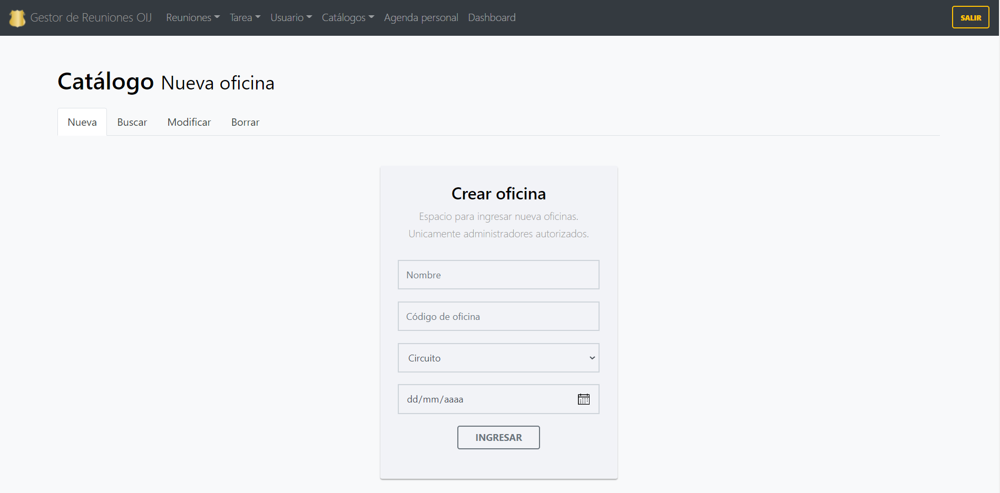 Gestor de Reuniones OIJ Reuniones Tarea Usuario Catálogos Agenda personal Dashboard SALIR
Catálogo Nueva oficina
Nueva Buscar Modificar Borrar
Crear oficina
Espacio para ingresar nueva oficinas.
Unicamente administradores autorizados.
Nombre
Código de oficina
Circuito
dd/mm/aaaa
INGRESAR